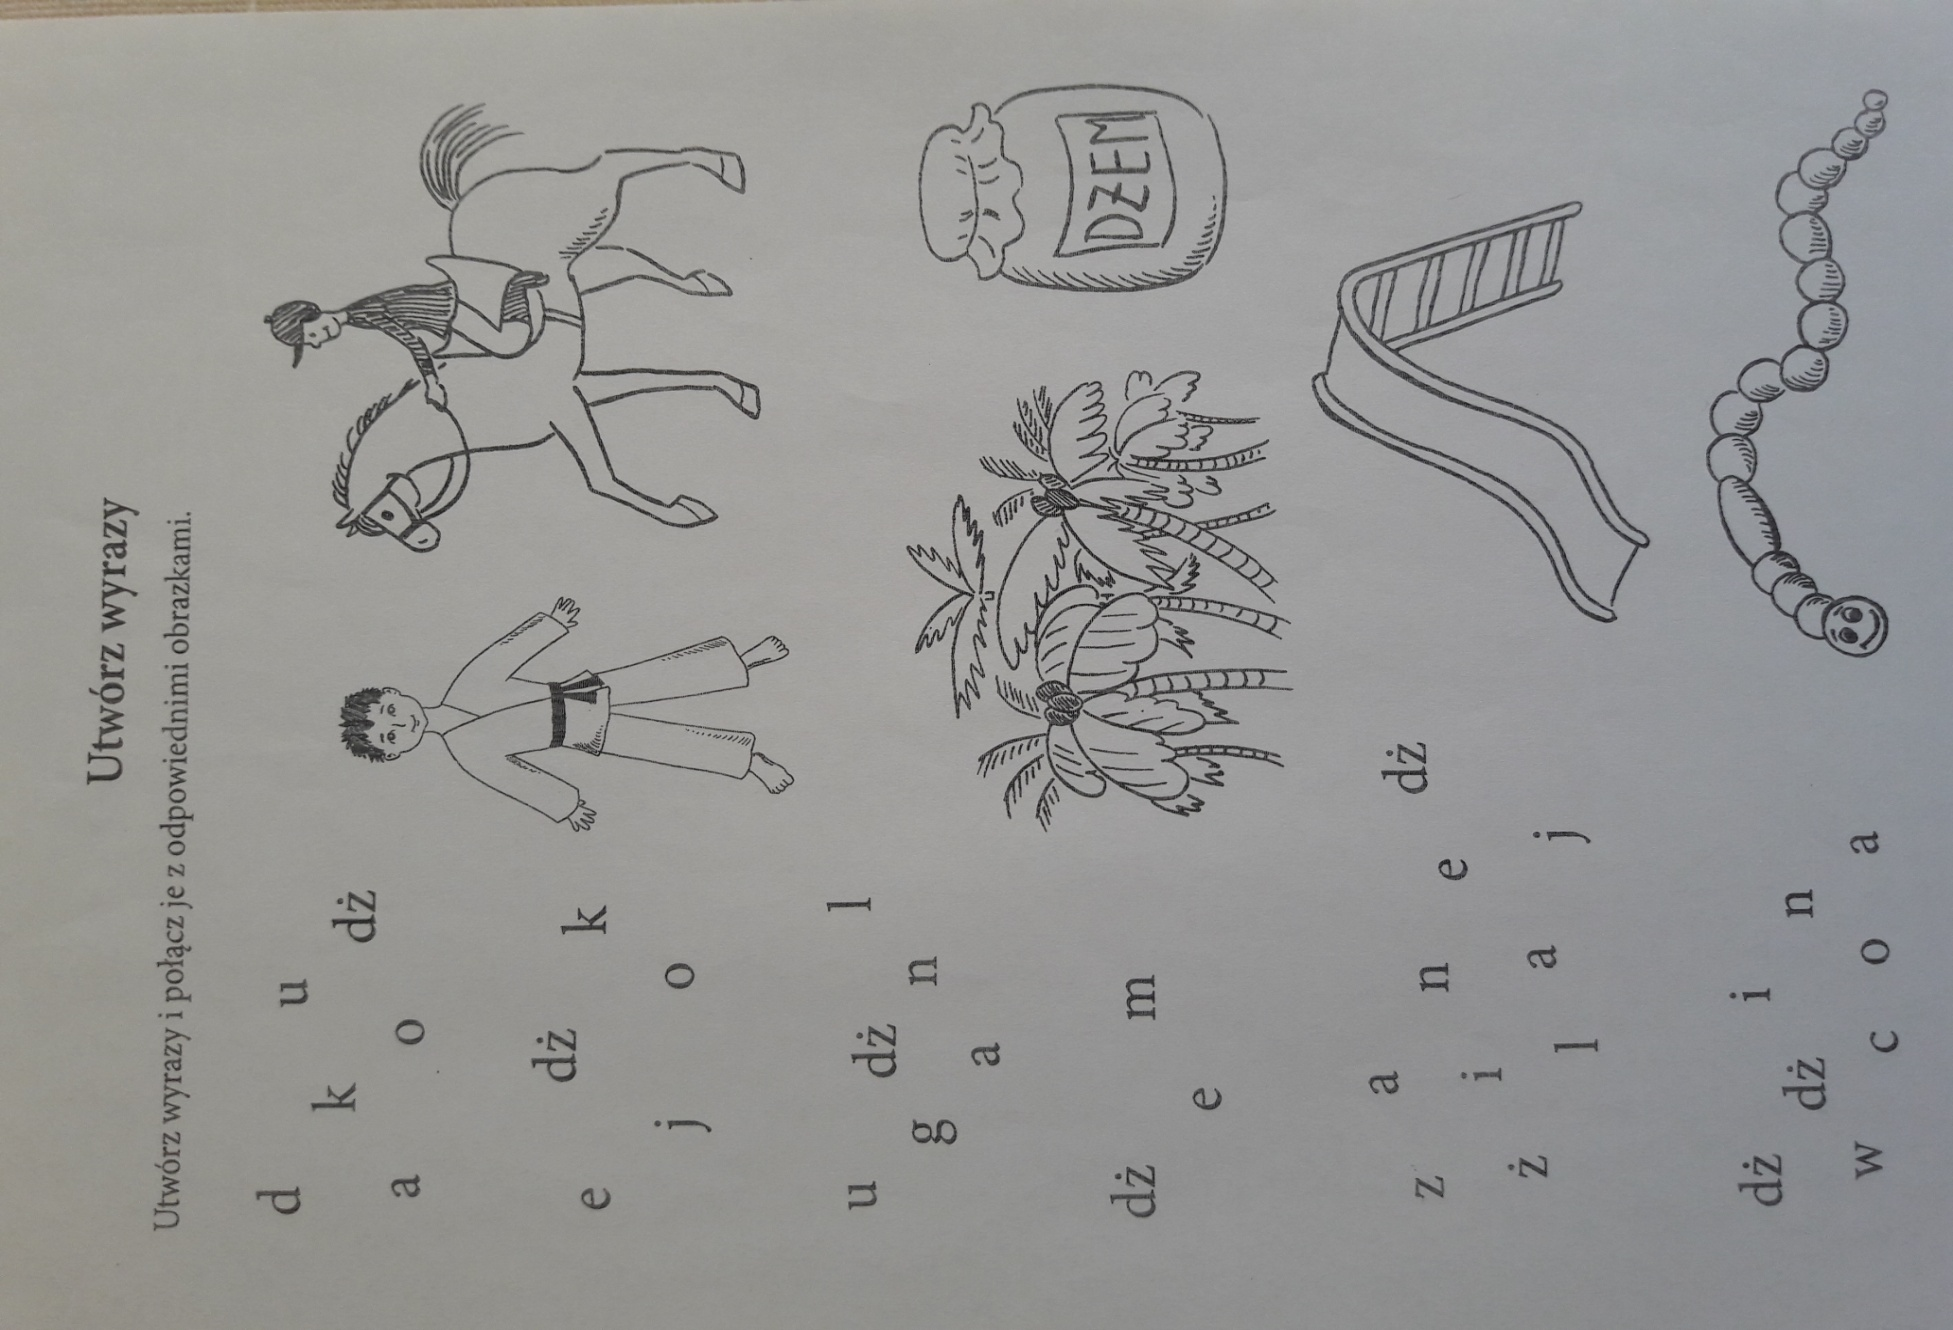 Utwórz wyrazy
Utwórz wyrazy i połącz je z odpowiednimi obrazkami.
d u
k dż
a o
e dż k
j o
u dż l
g n
a
dż m
e
DŻEM
a dż
z n e
i
ż l a j
dż i
dż n
w c o a